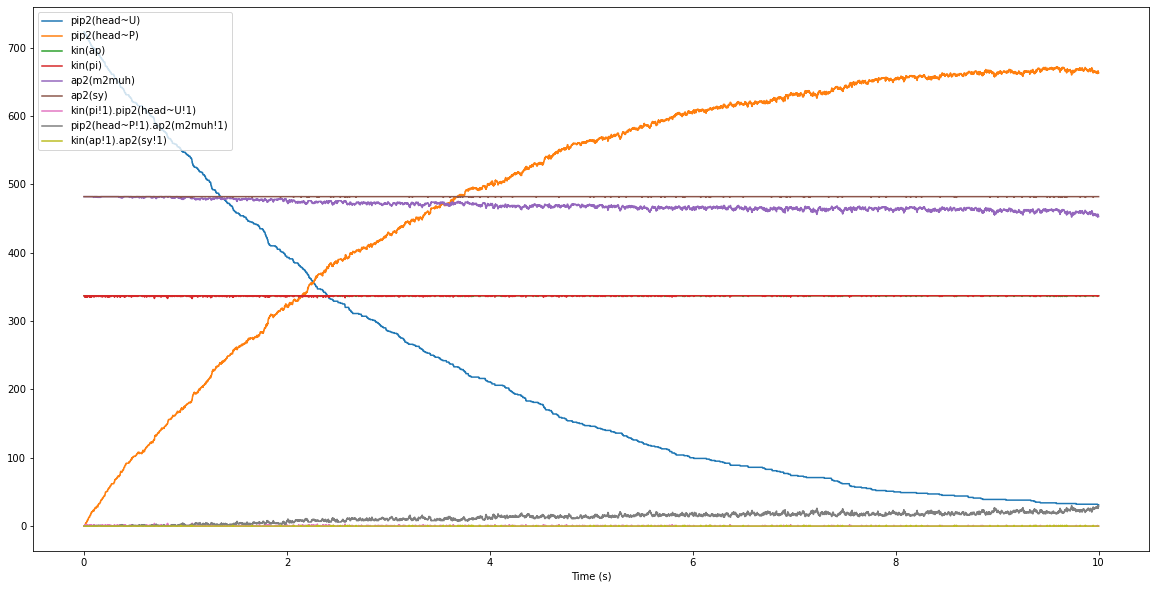 pip2(head~U)
pip2(head~P)
kin(ap)
kin(pi)
ap2(m2muh)
ap2(sy)
kin(pi!1).pip2(head~U!1)
pip2(head~P!1).ap2(m2muh!1)
kin(ap!1).ap2(sy!1)
700
600
500
400
300
200
100
0
0 2 4 6 8 10
Time (s)